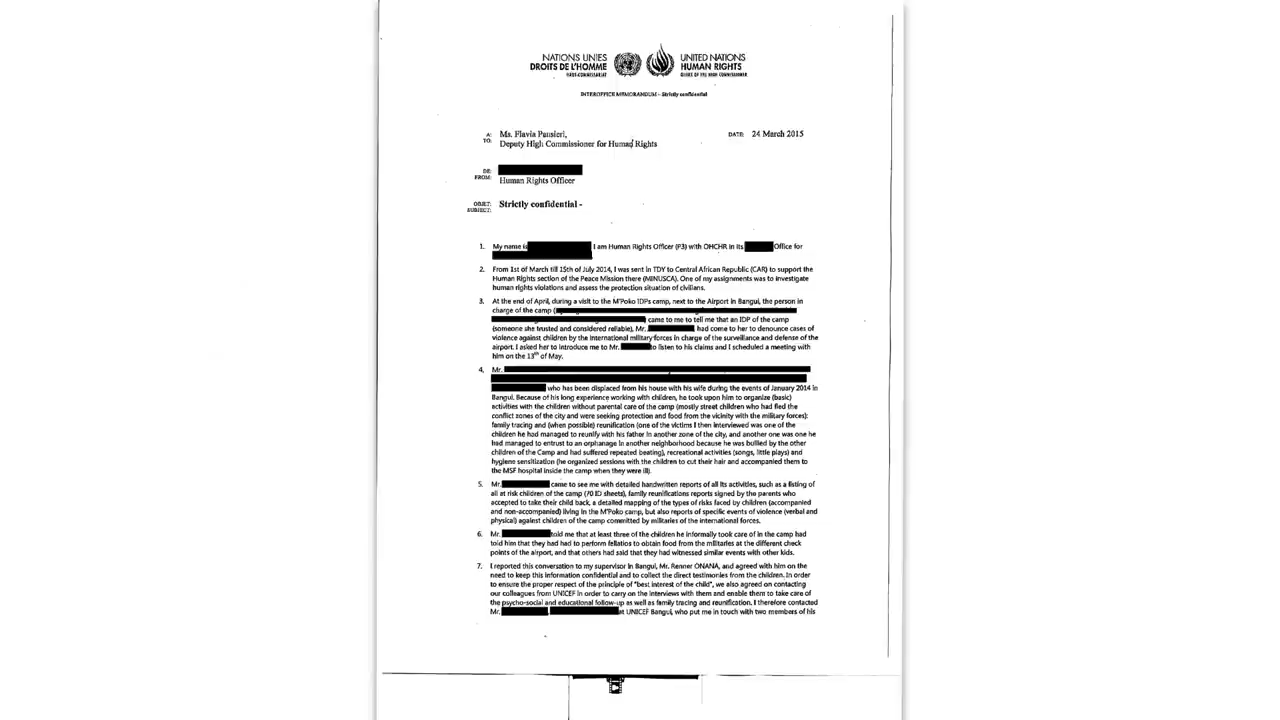 NATIONS UNIES
DROITS DE L'HOMME
HAUT-COMMISSARIAT
UNITED NATIONS
HUMAN RIGHTS
OFFICE OF THE HIGH COMMISSIONER
INTEROFFICE MEMORANDUM - Strictly confidential
A: Ms. Flavia Pansieri,
TO: Deputy High Commissioner for Human Rights
DATE: 24 March 2015
DE:
FROM: Human Rights Officer
OBJET: Strictly confidential -
SUBJECT:
1. My name is I am Human Rights Officer (P3) with OHCHR in its Office for
2. From 1st of March till 15th of July 2014, I was sent in TDY to Central African Republic (CAR) to support the
Human Rights section of the Peace Mission there (MINUSCA). One of my assignments was to investigate
human rights violations and assess the protection situation of civilians.
3. At the end of April, during a visit to the M'Poko IDPs camp, next to the Airport in Bangui, the person in
charge of the camp (
came to me to tell me that an IDP of the camp
(someone she trusted and considered reliable), Mr. had come to her to denounce cases of
violence against children by the international military forces in charge of the surveillance and defense of the
airport. I asked her to introduce me to Mr. to listen to his claims and I scheduled a meeting with
him on the 13th of May.
4. Mr.
who has been displaced from his house with his wife during the events of January 2014 in
Bangui. Because of his long experience working with children, he took upon him to organize (basic)
activities with the children without parental care of the camp (mostly street children who had fled the
conflict zones of the city and were seeking protection and food from the vicinity with the military forces):
family tracing and (when possible) reunification (one of the victims I then interviewed was one of the
children he had managed to reunify with his father in another zone of the city, and another one was one he
had managed to entrust to an orphanage in another neighborhood because he was bullied by the other
children of the Camp and had suffered repeated beating), recreational activities (songs, little plays) and
hygiene sensitization (he organized sessions with the children to cut their hair and accompanied them to
the MSF hospital inside the camp when they were ill).
5. Mr. came to see me with detailed handwritten reports of all its activities, such as a listing of
all at risk children of the camp (70 ID sheets), family reunifications reports signed by the parents who
accepted to take their child back, a detailed mapping of the types of risks faced by children (accompanied
and non-accompanied) living in the M'Poko camp, but also reports of specific events of violence (verbal and
physical) against children of the camp committed by militaries of the international forces.
6. Mr. told me that at least three of the children he informally took care of in the camp had
told him that they had had to perform fellatios to obtain food from the militaries at the different check
points of the airport, and that others had said that they had witnessed similar events with other kids.
7. I reported this conversation to my supervisor in Bangui, Mr. Renner ONANA, and agreed with him on the
need to keep this information confidential and to collect the direct testimonies from the children. In order
to ensure the proper respect of the principle of "best interest of the child", we also agreed on contacting
our colleagues from UNICEF in order to carry on the interviews with them and enable them to take care of
the psycho-social and educational follow-up as well as family tracing and reunification. I therefore contacted
Mr. , at UNICEF Bangui, who put me in touch with two members of his